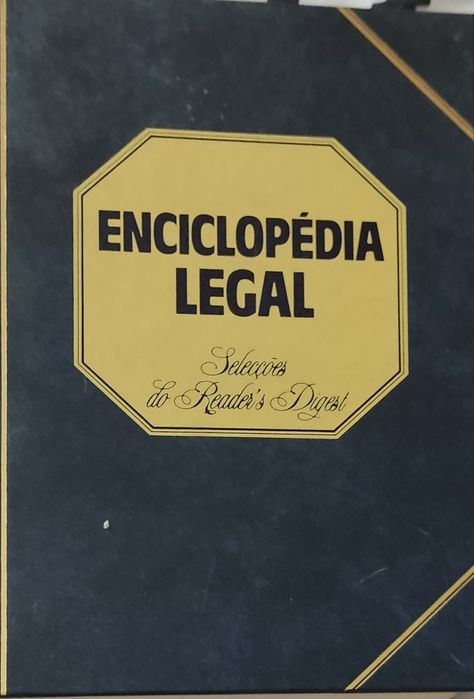 ENCICLOPÉDIA
LEGAL
Selecções
do Reader's Digest